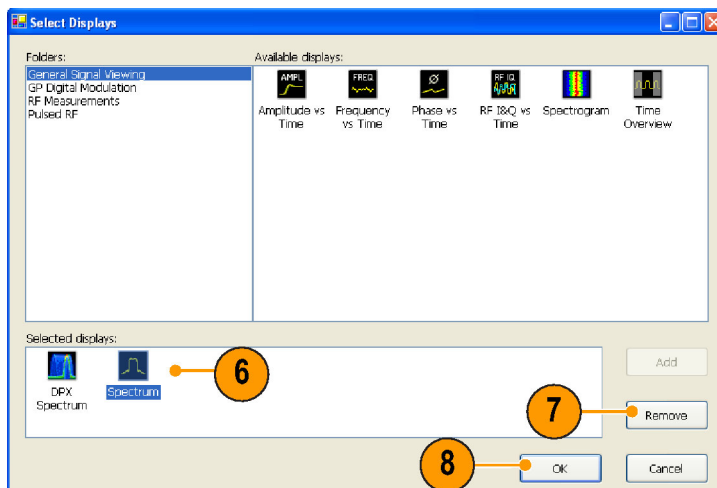 Select Displays
Folders:
General Signal Viewing
GP Digital Modulation
RF Measurements
Pulsed RF
Available displays:
AMPL
Amplitude vs
Time
FREQ
Frequency
vs Time
Ø
Phase vs
Time
RF IQ
RF I&Q vs
Time
Spectrogram
Time
Overview
Selected displays:
DPX
Spectrum
Spectrum
6
Add
7
Remove
8
OK
Cancel